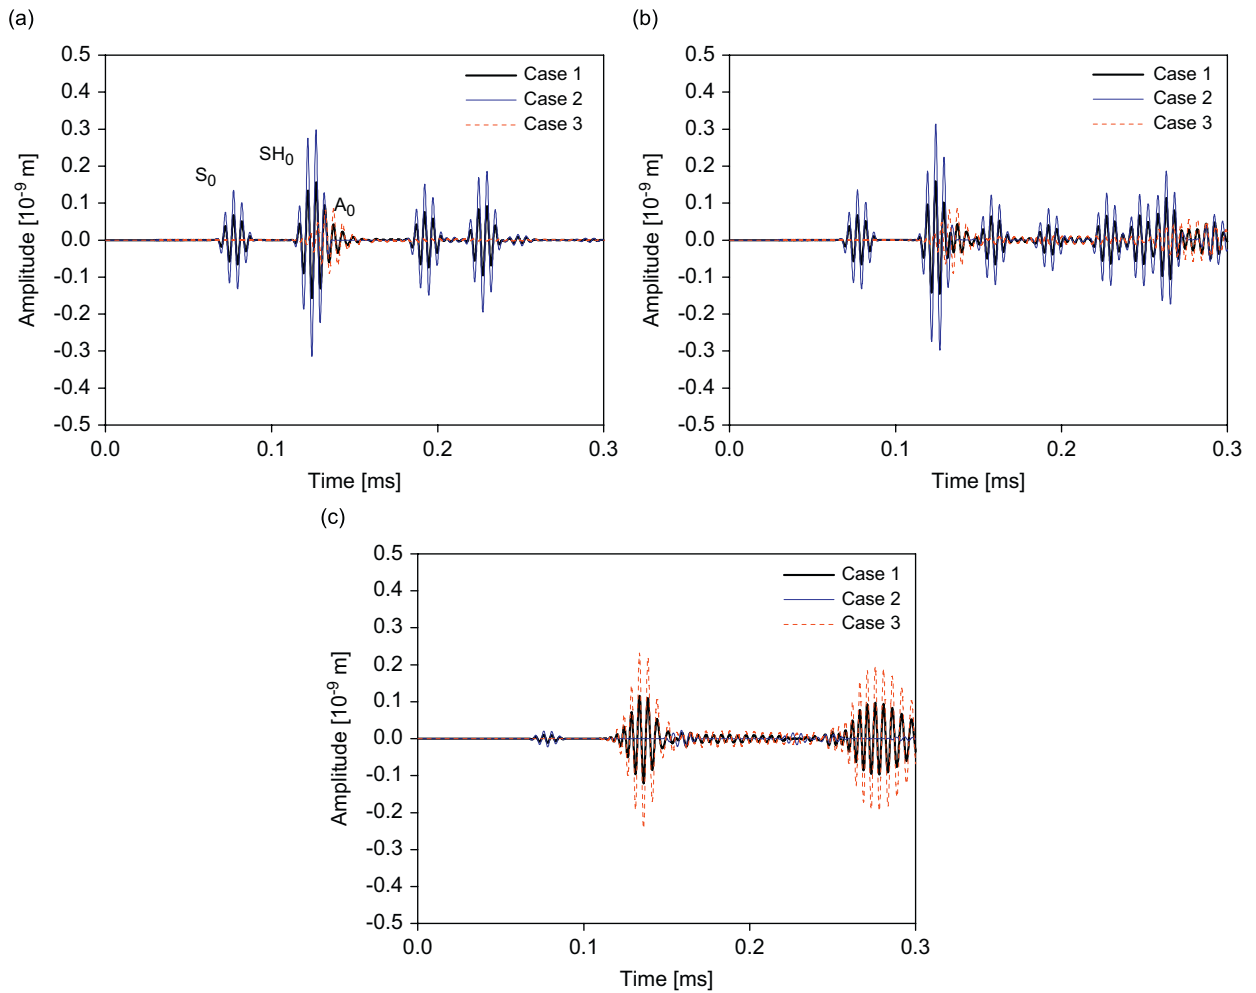 (a)
0.5
0.4
0.3
0.2
0.1
0.0
-0.1
-0.2
-0.3
-0.4
-0.5
Amplitude [10⁻⁹ m]
0.0
0.1
0.2
0.3
Time [ms]
Case 1
Case 2
Case 3
S₀
SH₀
A₀
(b)
0.5
0.4
0.3
0.2
0.1
0.0
-0.1
-0.2
-0.3
-0.4
-0.5
Amplitude [10⁻⁹ m]
0.0
0.1
0.2
0.3
Time [ms]
Case 1
Case 2
Case 3
(c)
0.5
0.4
0.3
0.2
0.1
0.0
-0.1
-0.2
-0.3
-0.4
-0.5
Amplitude [10⁻⁹ m]
0.0
0.1
0.2
0.3
Time [ms]
Case 1
Case 2
Case 3